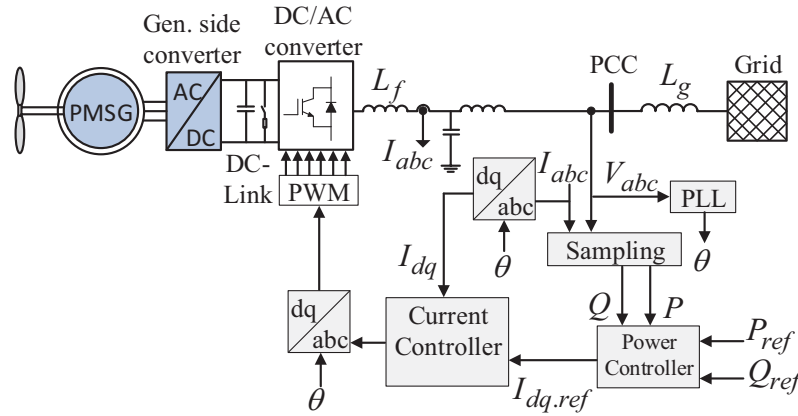 Gen. side
converter
DC/AC
converter
PMSG
AC
DC
DC-
Link
L_f
PCC
L_g
Grid
I_abc
PWM
dq
abc
I_abc
V_abc
PLL
θ
θ
Sampling
I_dq
Q
P
dq
abc
θ
Current
Controller
I_dq.ref
Power
Controller
P_ref
Q_ref